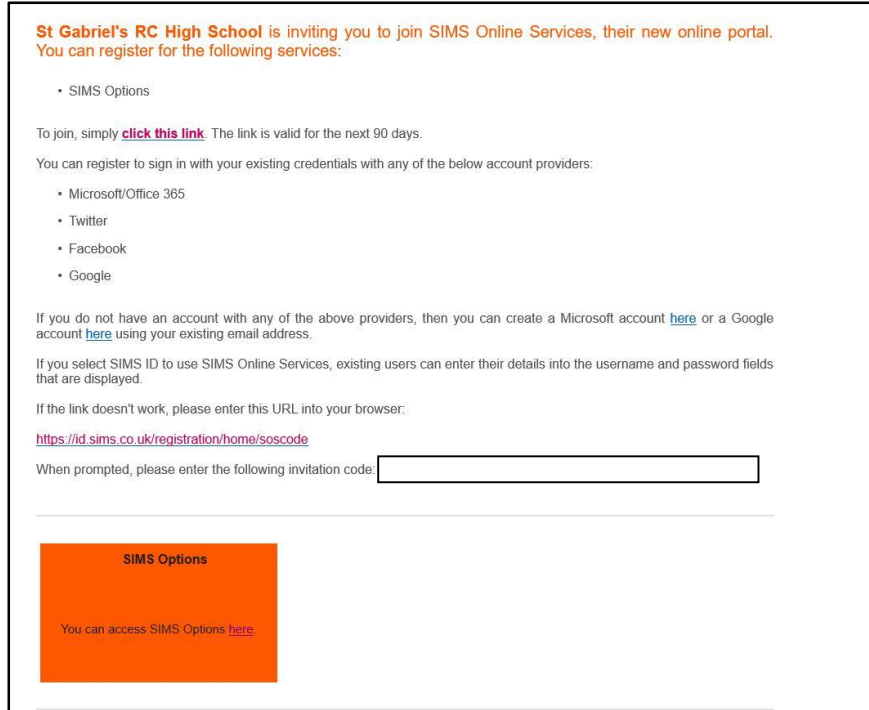 St Gabriel's RC High School is inviting you to join SIMS Online Services, their new online portal.
You can register for the following services:
• SIMS Options
To join, simply click this link. The link is valid for the next 90 days.
You can register to sign in with your existing credentials with any of the below account providers:
• Microsoft/Office 365
• Twitter
• Facebook
• Google
If you do not have an account with any of the above providers, then you can create a Microsoft account here or a Google
account here using your existing email address.
If you select SIMS ID to use SIMS Online Services, existing users can enter their details into the username and password fields
that are displayed.
If the link doesn't work, please enter this URL into your browser:
https://id.sims.co.uk/registration/home/soscode
When prompted, please enter the following invitation code:
SIMS Options
You can access SIMS Options here.